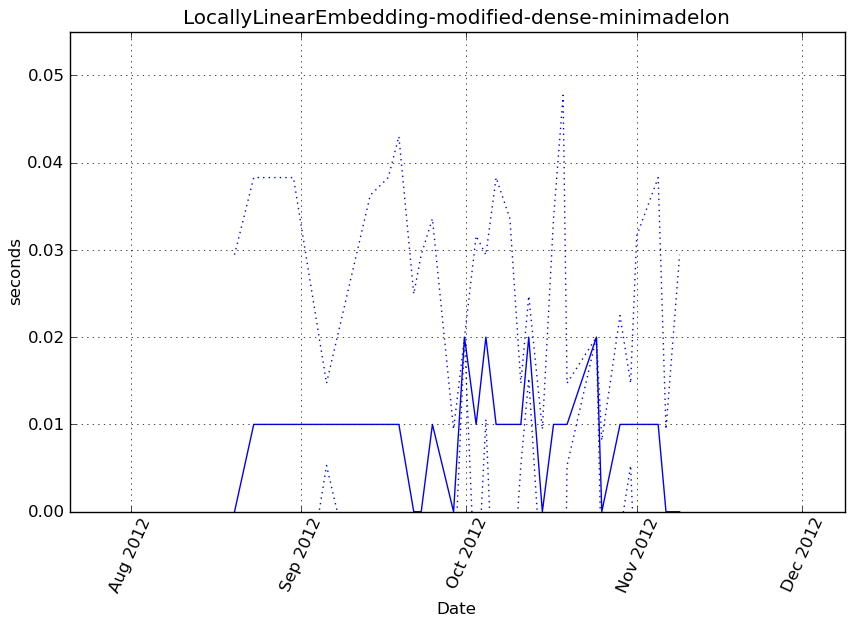 LocallyLinearEmbedding-modified-dense-minimadelon
0.05
0.04
0.03
0.02
0.01
0.00
seconds
Aug 2012
Sep 2012
Oct 2012
Nov 2012
Dec 2012
Date